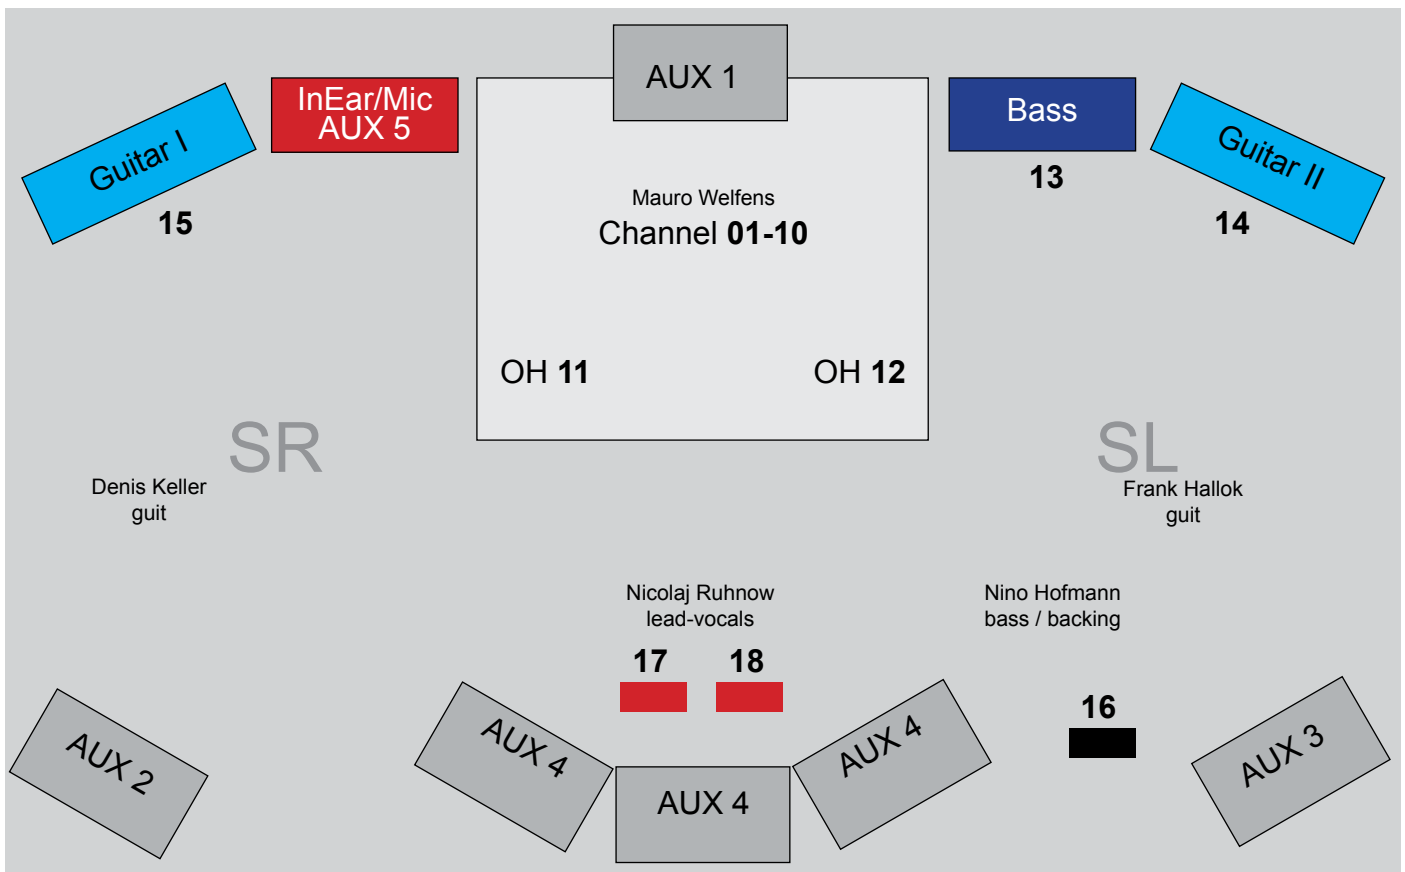 AUX 1
InEar/Mic
AUX 5
Bass
Guitar I
Guitar II
13
15
14
Mauro Welfens
Channel 01-10
OH 11
OH 12
SR
SL
Denis Keller
guit
Frank Hallok
guit
Nicolaj Ruhnow
lead-vocals
Nino Hofmann
bass / backing
17
18
16
AUX 2
AUX 4
AUX 4
AUX 4
AUX 3